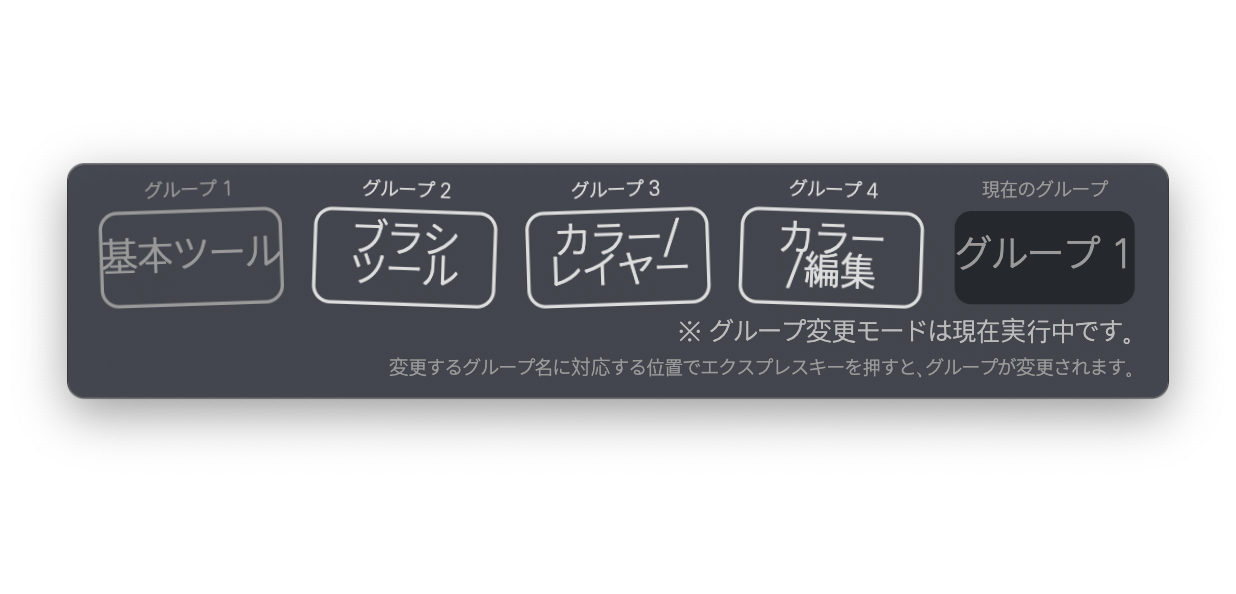 グループ 1
基本ツール
グループ 2
ブラシ
ツール
グループ 3
カラー/
レイヤー
グループ 4
カラー
/編集
現在のグループ
グループ 1
※ グループ変更モードは現在実行中です。
変更するグループ名に対応する位置でエクスプレスキーを押すと、グループが変更されます。